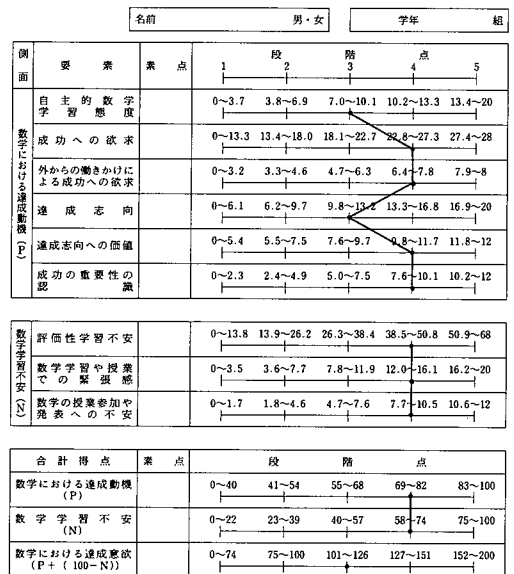 名前 男・女 学年 組
側面 要素 素点 段階点
1 2 3 4 5
数学における達成動機(P)
自主的数学学習態度 0~3.7 3.8~6.9 7.0~10.1 10.2~13.3 13.4~20
成功への欲求 0~13.3 13.4~18.0 18.1~22.7 22.8~27.3 27.4~28
外からの働きかけによる成功への欲求 0~3.2 3.3~4.6 4.7~6.3 6.4~7.8 7.9~8
達成志向 0~6.1 6.2~9.7 9.8~13.2 13.3~16.8 16.9~20
達成志向への価値 0~5.4 5.5~7.5 7.6~9.7 9.8~11.7 11.8~12
成功の重要性の認識 0~2.3 2.4~4.9 5.0~7.5 7.6~10.1 10.2~12
数学学習不安(N)
評価性学習不安 0~13.8 13.9~26.2 26.3~38.4 38.5~50.8 50.9~68
数学学習や授業での緊張感 0~3.5 3.6~7.7 7.8~11.9 12.0~16.1 16.2~20
数学の授業参加や発表への不安 0~1.7 1.8~4.6 4.7~7.6 7.7~10.5 10.6~12
合計得点 素点 段階点
数学における達成動機(P) 0~40 41~54 55~68 69~82 83~100
数学学習不安(N) 0~22 23~39 40~57 58~74 75~100
数学における達成意欲(P+(100-N)) 0~74 75~100 101~126 127~151 152~200